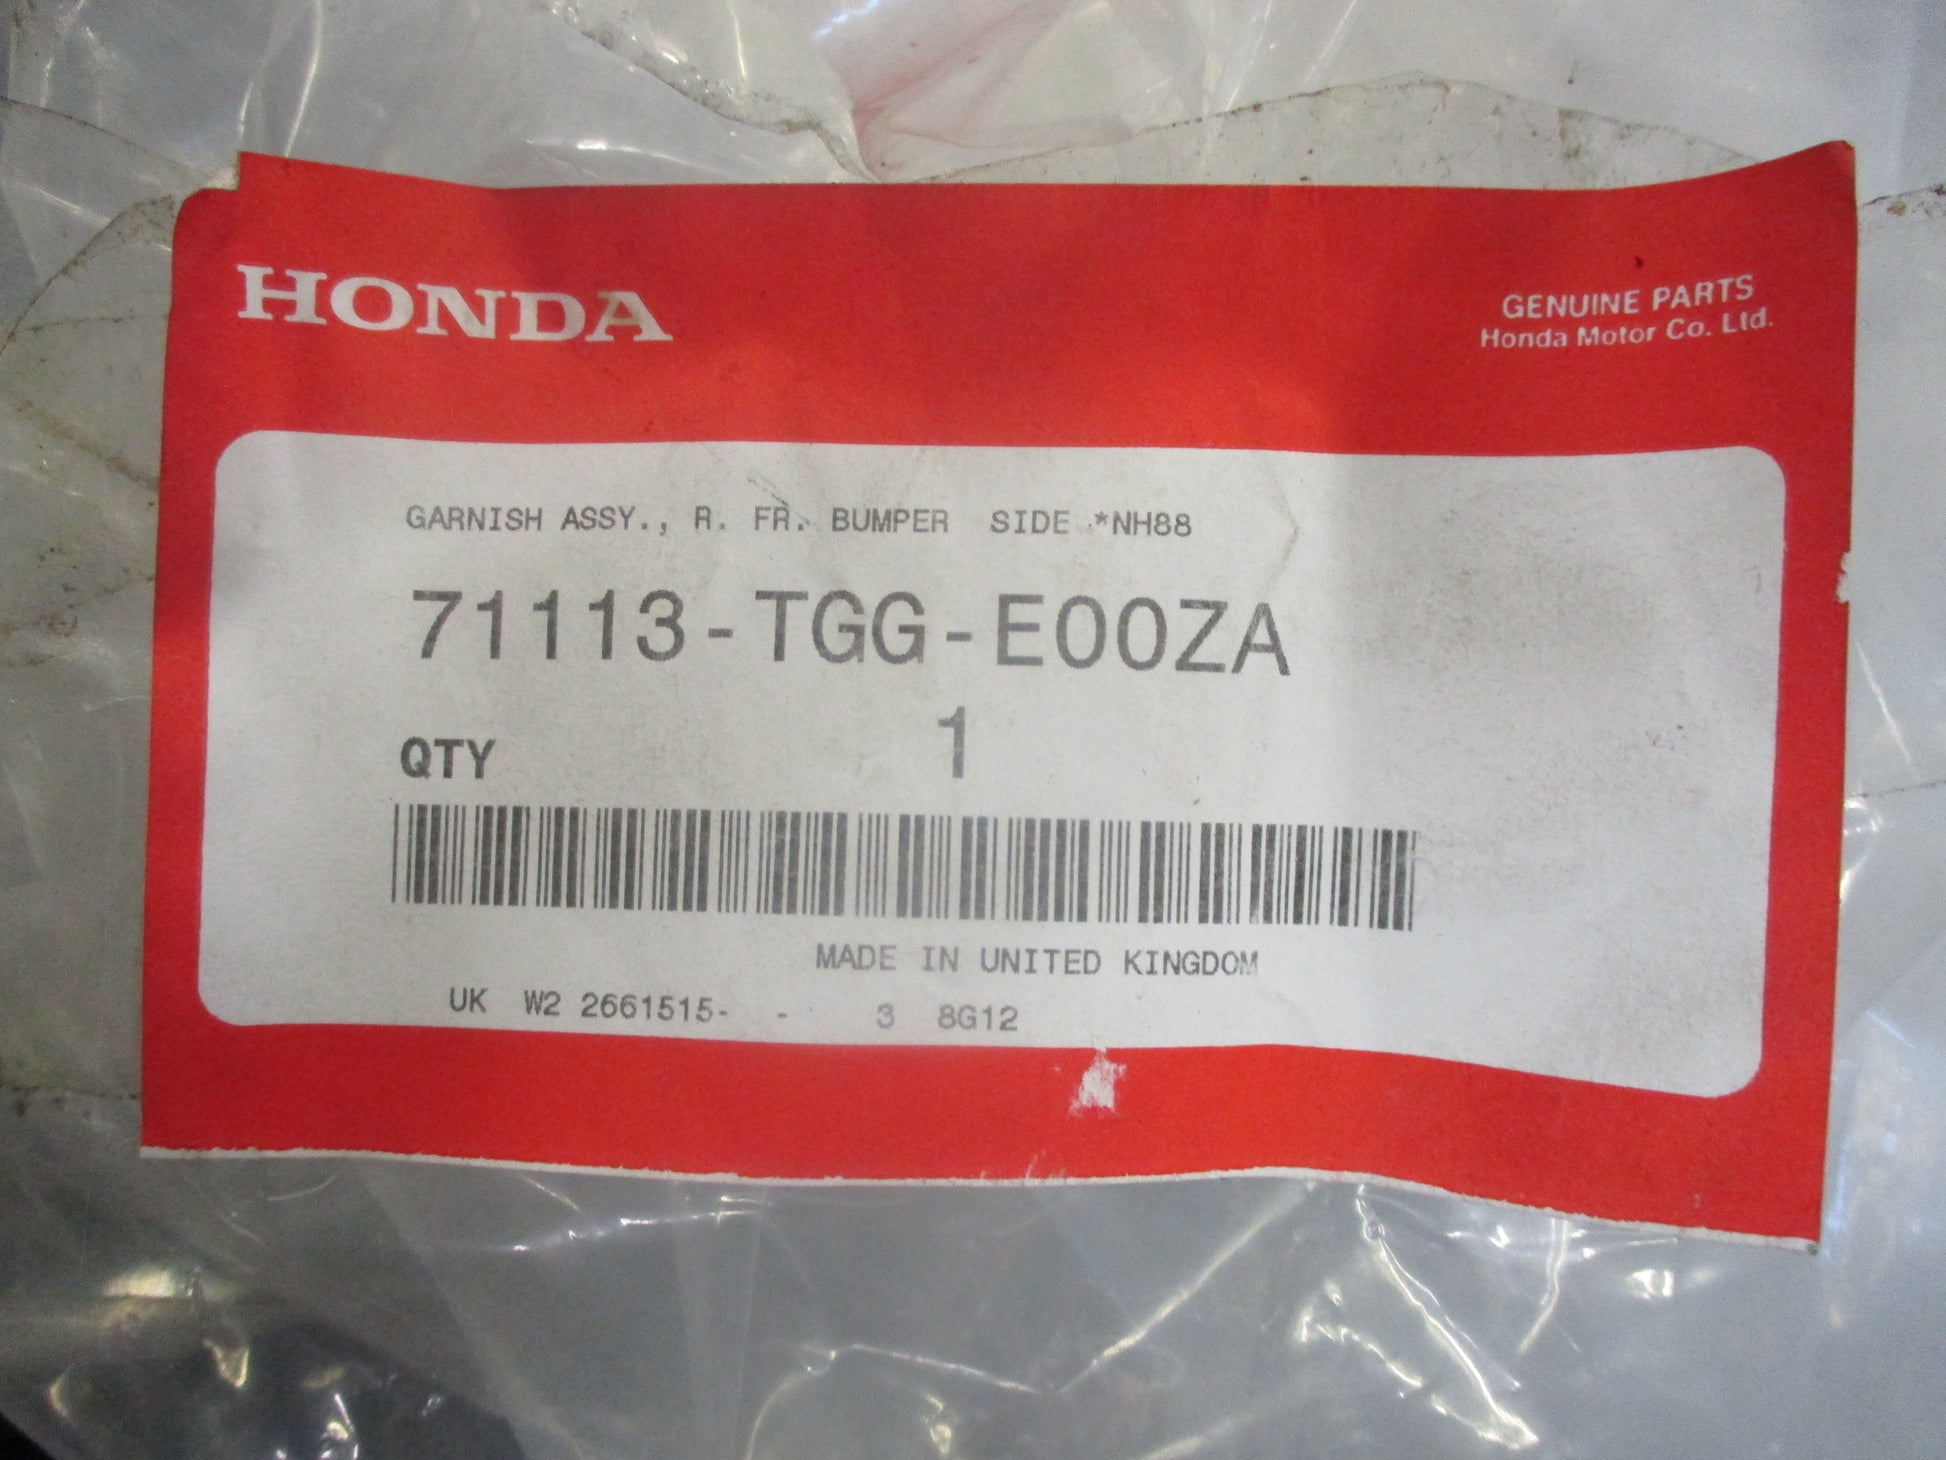 HONDA
GENUINE PARTS
Honda Motor Co. Ltd.
GARNISH ASSY., R. FR. BUMPER SIDE *NH88
71113-TGG-E00ZA
QTY 1
MADE IN UNITED KINGDOM
UK W2 2661515- - 3 8G12